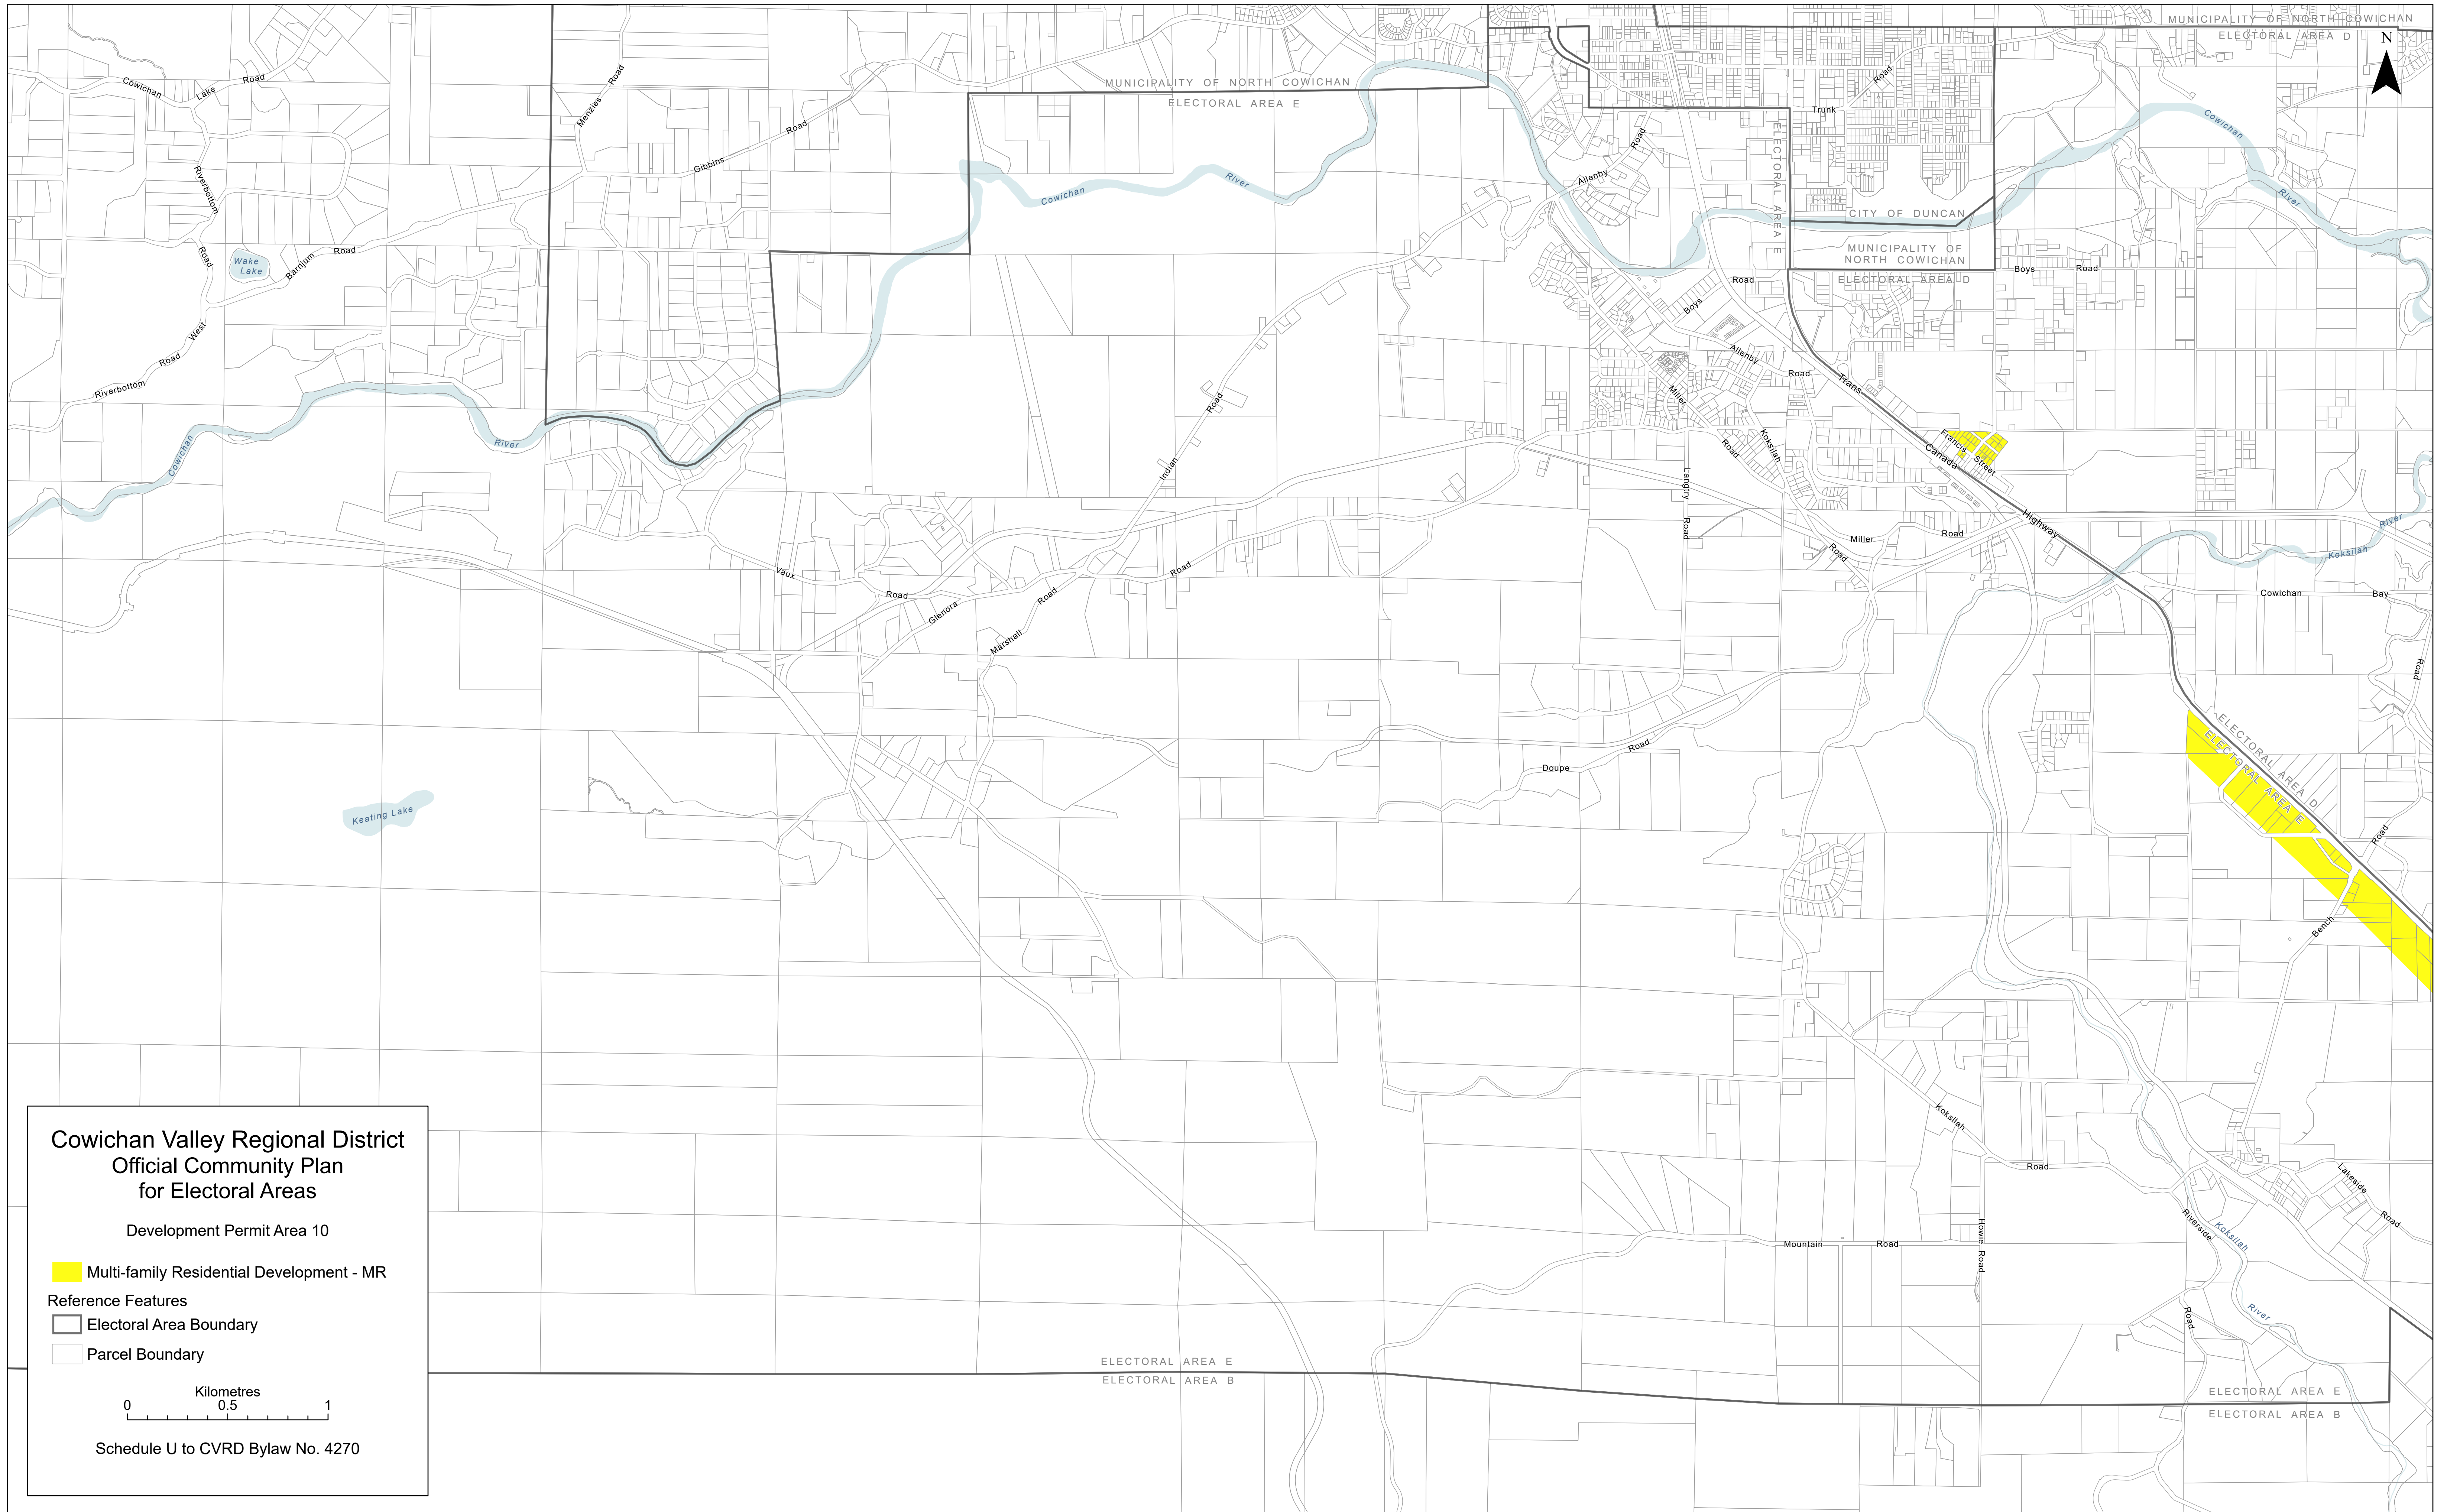 MUNICIPALITY OF NORTH COWICHAN
ELECTORAL AREA D
N
Cowichan Lake Road
Menzies Road
MUNICIPALITY OF NORTH COWICHAN
ELECTORAL AREA E
Gibbins Road
Trunk Road
Cowichan River
Riverbottom Road
Cowichan River
Allenby Road
ELECTORAL AREA E
CITY OF DUNCAN
MUNICIPALITY OF
NORTH COWICHAN
ELECTORAL AREA D
Boys Road
Boys Road
Wake
Lake
Barnjum Road
Riverbottom Road West
Cowichan River
Indian Road
Allenby Road
Miller Road
Koksilah Road
Trans Canada Highway
Francis Street
Langtry Road
Miller Road
Koksilah River
Cowichan Bay Road
Vaux Road
Glenora Road
Marshall Road
Doupe Road
ELECTORAL AREA D
ELECTORAL AREA E
Keating Lake
Bench Road
Koksilah Road
Lakeside Road
Riverside Road
Koksilah River
Mountain Road
Howie Road
ELECTORAL AREA E
ELECTORAL AREA B
ELECTORAL AREA E
ELECTORAL AREA B
Cowichan Valley Regional District
Official Community Plan
for Electoral Areas
Development Permit Area 10
Multi-family Residential Development - MR
Reference Features
Electoral Area Boundary
Parcel Boundary
Kilometres
0 0.5 1
Schedule U to CVRD Bylaw No. 4270